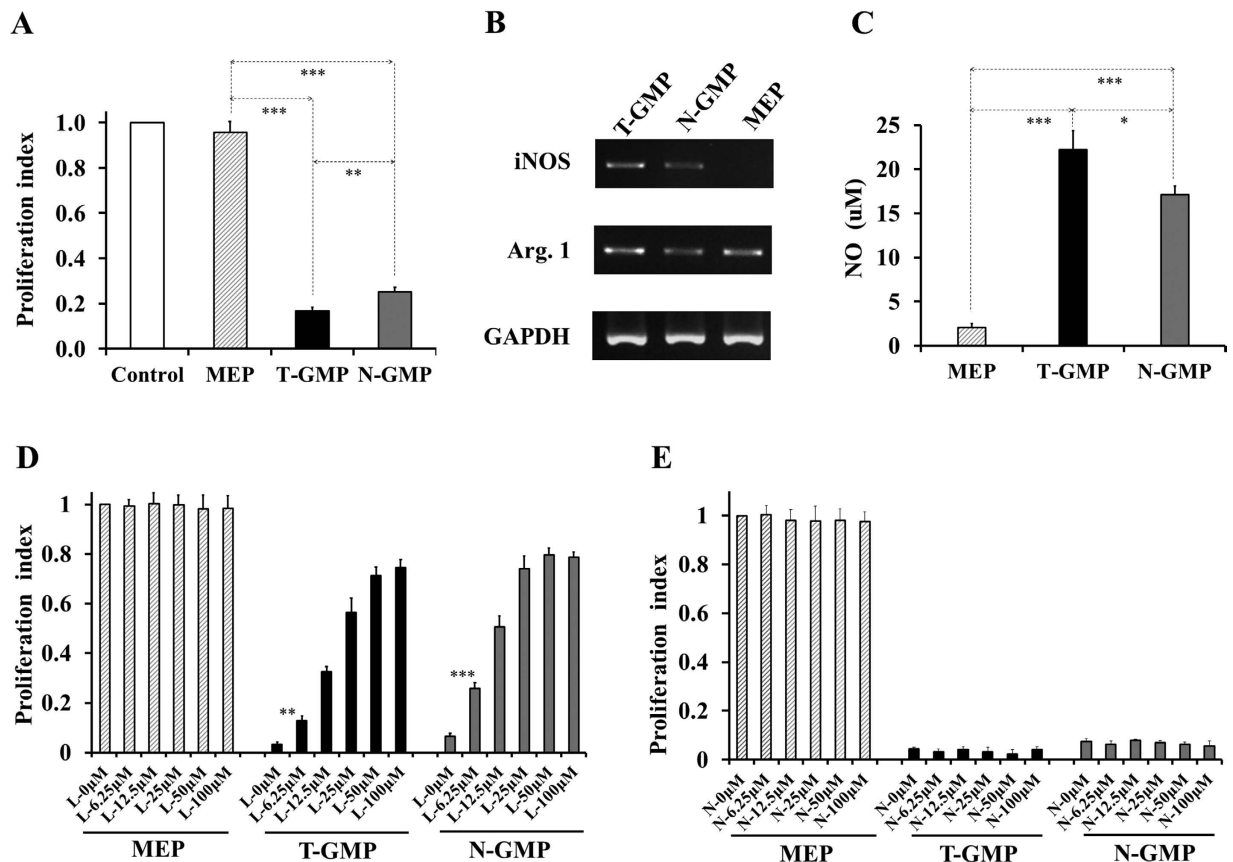 A
Proliferation index
1.0
0.8
0.6
0.4
0.2
0.0
***
***
**
Control MEP T-GMP N-GMP
B
T-GMP N-GMP MEP
iNOS
Arg. 1
GAPDH
C
NO (uM)
25
20
15
10
5
0
***
*** *
MEP T-GMP N-GMP
D
Proliferation index
1
0.8
0.6
0.4
0.2
0
**
***
L-0µM L-6.25µM L-12.5µM L-25µM L-50µM L-100µM L-0µM L-6.25µM L-12.5µM L-25µM L-50µM L-100µM L-0µM L-6.25µM L-12.5µM L-25µM L-50µM L-100µM
MEP T-GMP N-GMP
E
Proliferation index
1
0.8
0.6
0.4
0.2
0
N-0µM N-6.25µM N-12.5µM N-25µM N-50µM N-100µM N-0µM N-6.25µM N-12.5µM N-25µM N-50µM N-100µM N-0µM N-6.25µM N-12.5µM N-25µM N-50µM N-100µM
MEP T-GMP N-GMP